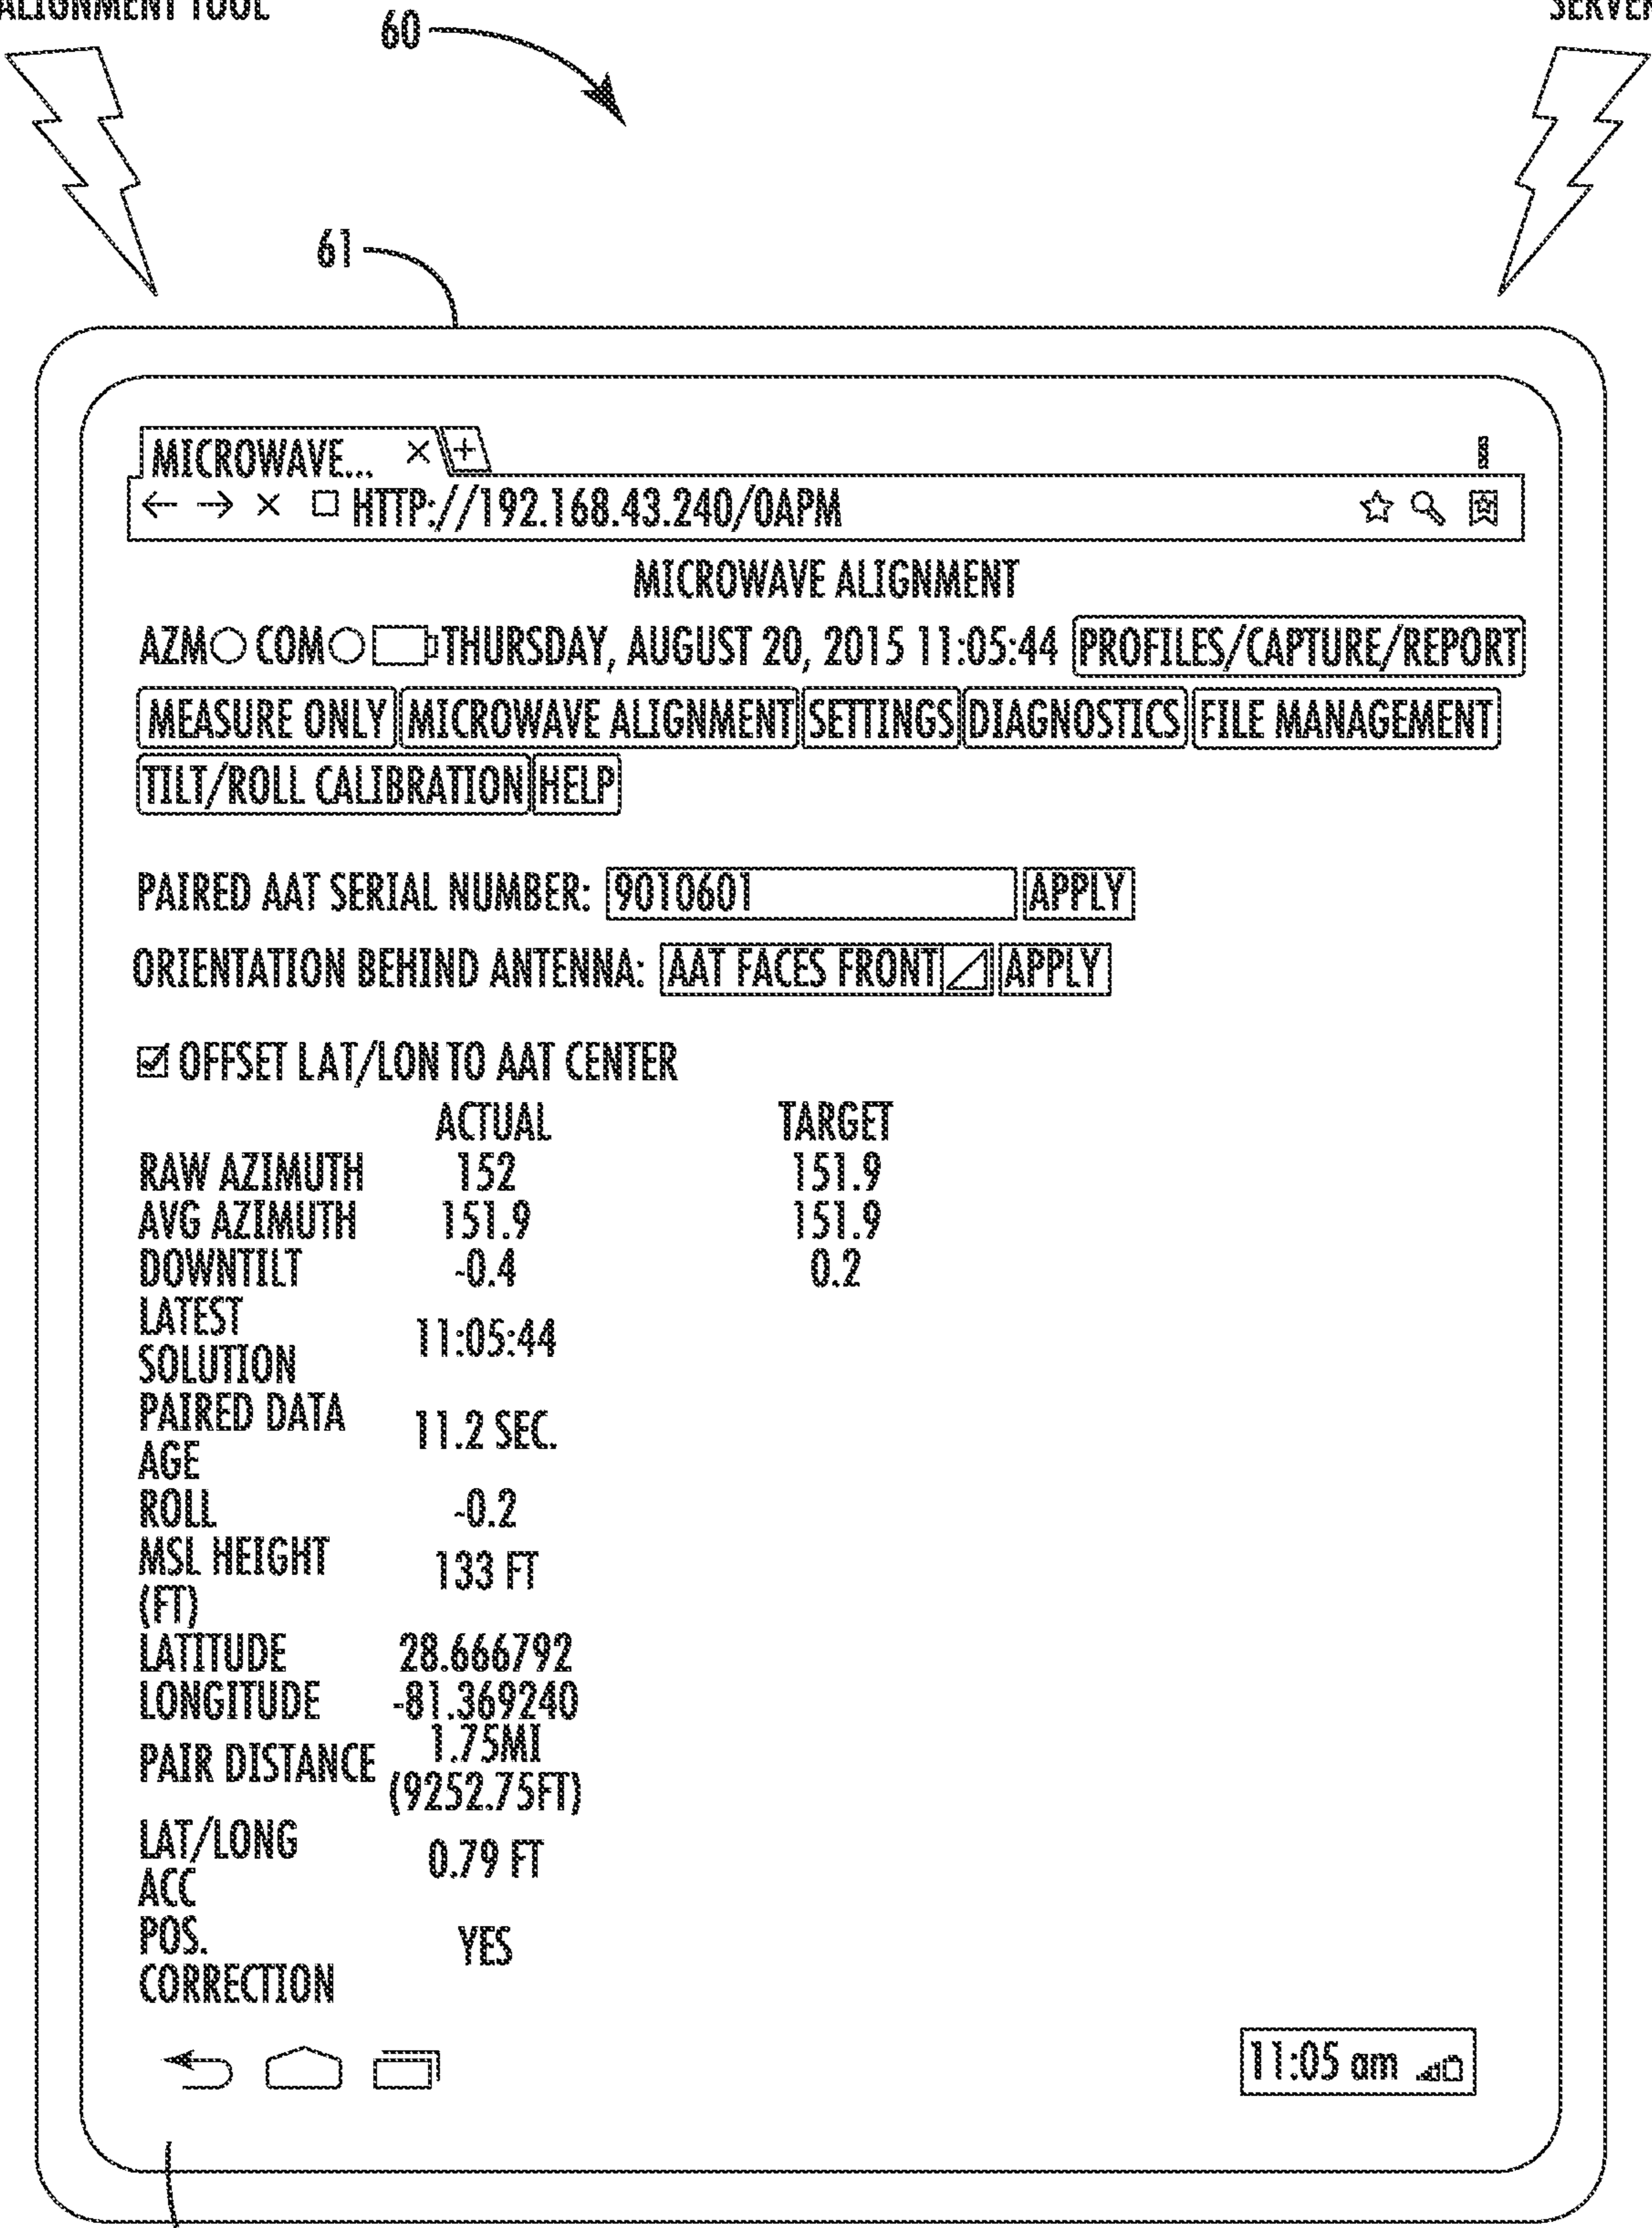 ALIGNMENT TOOL
SERVER
60
61
MICROWAVE...
HTTP://192.168.43.240/0APM
MICROWAVE ALIGNMENT
AZM COM THURSDAY, AUGUST 20, 2015 11:05:44 PROFILES/CAPTURE/REPORT
MEASURE ONLY MICROWAVE ALIGNMENT SETTINGS DIAGNOSTICS FILE MANAGEMENT
TILT/ROLL CALIBRATION HELP
PAIRED AAT SERIAL NUMBER: 9010601 APPLY
ORIENTATION BEHIND ANTENNA: AAT FACES FRONT APPLY
OFFSET LAT/LON TO AAT CENTER
ACTUAL TARGET
RAW AZIMUTH 152 151.9
AVG AZIMUTH 151.9 151.9
DOWNTILT -0.4 0.2
LATEST
SOLUTION 11:05:44
PAIRED DATA
AGE 11.2 SEC.
ROLL -0.2
MSL HEIGHT
(FT) 133 FT
LATITUDE 28.666792
LONGITUDE -81.369240
PAIR DISTANCE 1.75MI
(9252.75FT)
LAT/LONG
ACC 0.79 FT
POS.
CORRECTION YES
11:05 am